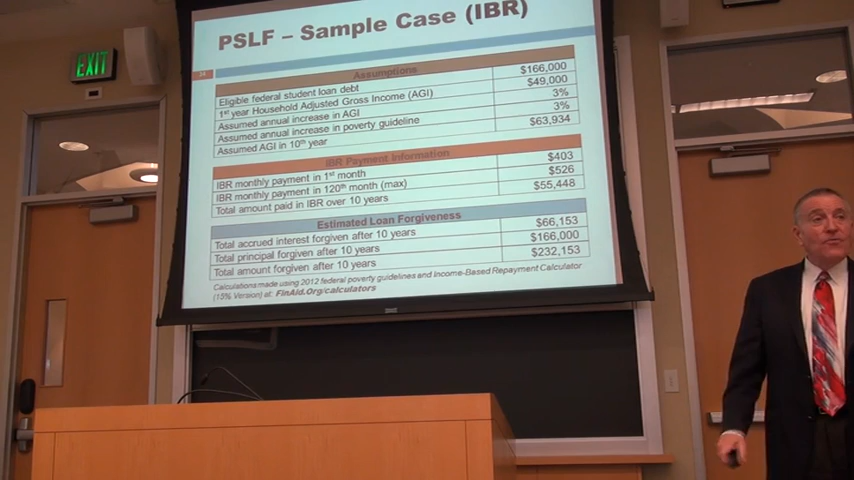 EXIT
PSLF – Sample Case (IBR)
24
Assumptions
Eligible federal student loan debt $166,000
1st year Household Adjusted Gross Income (AGI) $49,000
Assumed annual increase in AGI 3%
Assumed annual increase in poverty guideline 3%
Assumed AGI in 10th year $63,934
IBR Payment Information
IBR monthly payment in 1st month $403
IBR monthly payment in 120th month (max) $526
Total amount paid in IBR over 10 years $55,448
Estimated Loan Forgiveness
Total accrued interest forgiven after 10 years $66,153
Total principal forgiven after 10 years $166,000
Total amount forgiven after 10 years $232,153
Calculations made using 2012 federal poverty guidelines and Income-Based Repayment Calculator
(15% Version) at: FinAid.Org/calculators